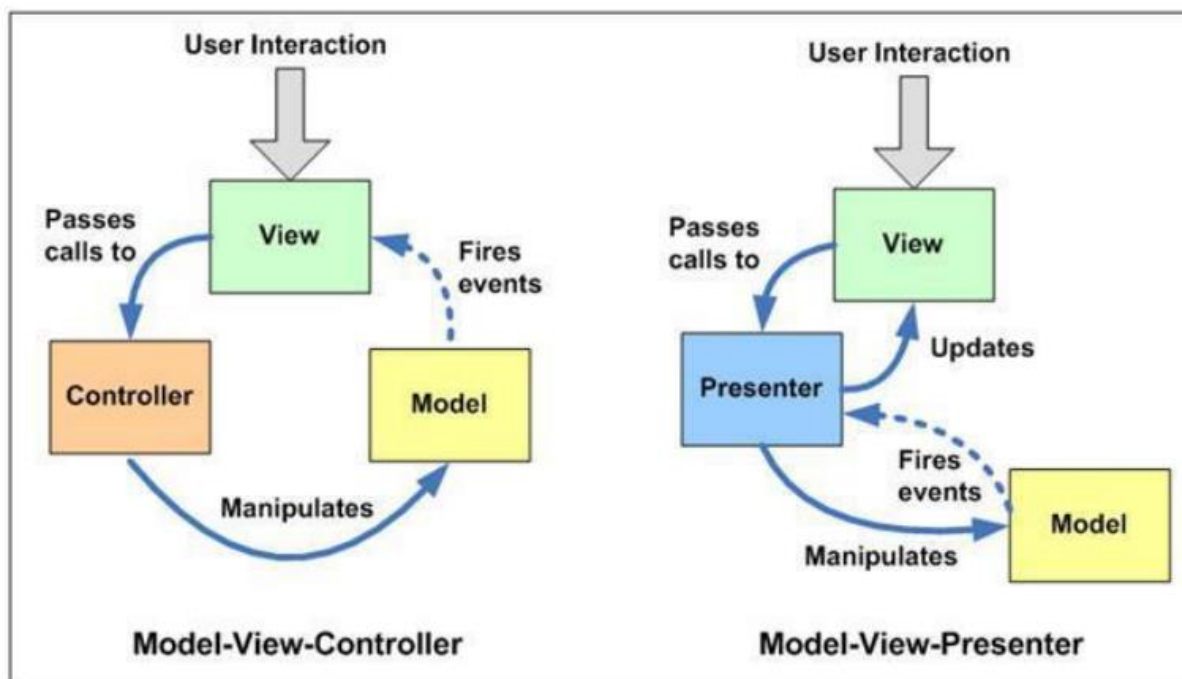 User Interaction
View
Passes
calls to
Fires
events
Controller
Model
Manipulates
Model-View-Controller
User Interaction
View
Passes
calls to
Updates
Presenter
Fires
events
Model
Manipulates
Model-View-Presenter